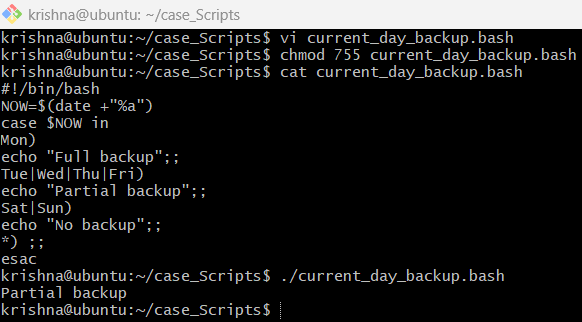 krishna@ubuntu: ~/case_Scripts
krishna@ubuntu:~/case_Scripts$ vi current_day_backup.bash
krishna@ubuntu:~/case_Scripts$ chmod 755 current_day_backup.bash
krishna@ubuntu:~/case_Scripts$ cat current_day_backup.bash
#!/bin/bash
NOW=$(date +"%a")
case $NOW in
Mon)
echo "Full backup";;
Tue|Wed|Thu|Fri)
echo "Partial backup";;
Sat|Sun)
echo "No backup";;
*) ;;
esac
krishna@ubuntu:~/case_Scripts$ ./current_day_backup.bash
Partial backup
krishna@ubuntu:~/case_Scripts$